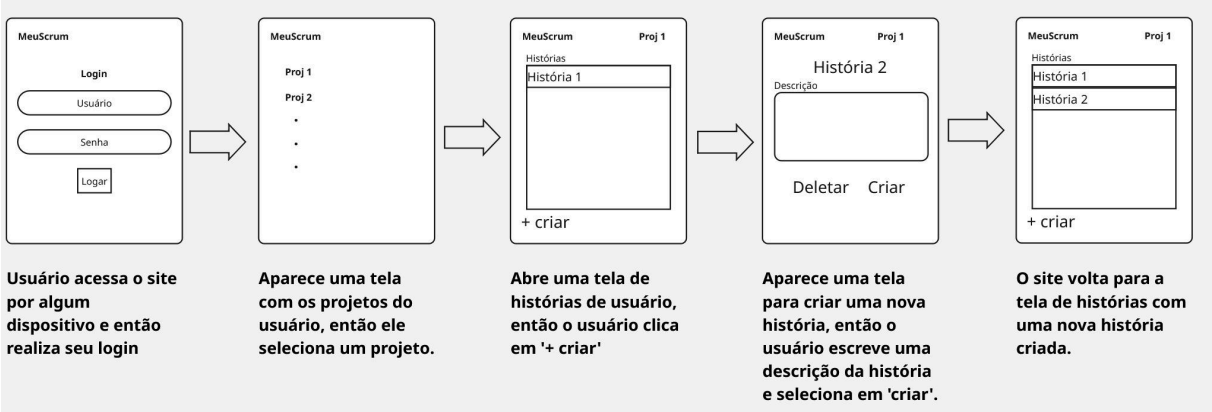 MeuScrum
Login
Usuário
Senha
Logar
Usuário acessa o site
por algum
dispositivo e então
realiza seu login
MeuScrum
Proj 1
Proj 2
Aparece uma tela
com os projetos do
usuário, então ele
seleciona um projeto.
MeuScrum Proj 1
Histórias
História 1
+ criar
Abre uma tela de
histórias de usuário,
então o usuário clica
em '+ criar'
MeuScrum Proj 1
História 2
Descrição
Deletar Criar
Aparece uma tela
para criar uma nova
história, então o
usuário escreve uma
descrição da história
e seleciona em 'criar'.
MeuScrum Proj 1
Histórias
História 1
História 2
+ criar
O site volta para a
tela de histórias com
uma nova história
criada.